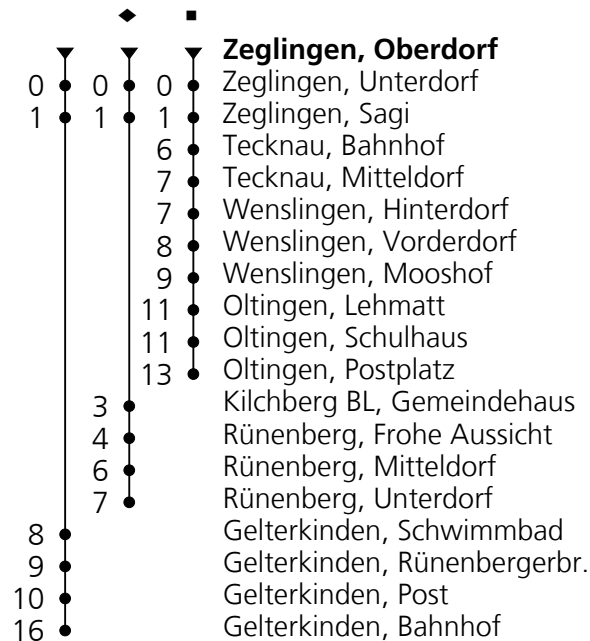 Zeglingen, Oberdorf
0 0 0 Zeglingen, Unterdorf
1 1 1 Zeglingen, Sagi
6 Tecknau, Bahnhof
7 Tecknau, Mitteldorf
7 Wenslingen, Hinterdorf
8 Wenslingen, Vorderdorf
9 Wenslingen, Mooshof
11 Oltingen, Lehmatt
11 Oltingen, Schulhaus
13 Oltingen, Postplatz
3 Kilchberg BL, Gemeindehaus
4 Rünenberg, Frohe Aussicht
6 Rünenberg, Mitteldorf
7 Rünenberg, Unterdorf
8 Gelterkinden, Schwimmbad
9 Gelterkinden, Rünenbergerbr.
10 Gelterkinden, Post
16 Gelterkinden, Bahnhof